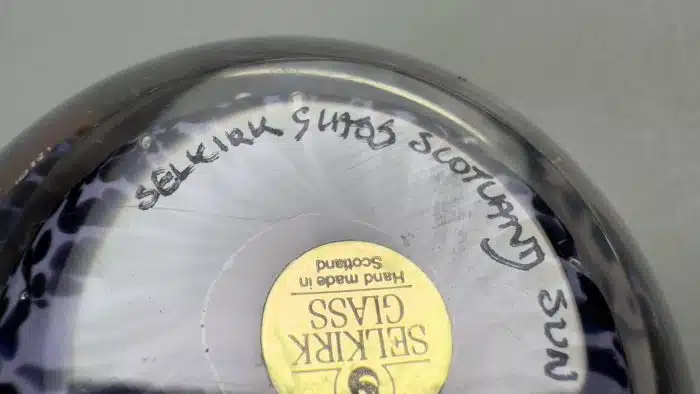 SELKIRK GLASS SCOTLAND SUN
SELKIRK
GLASS
Hand made in
Scotland